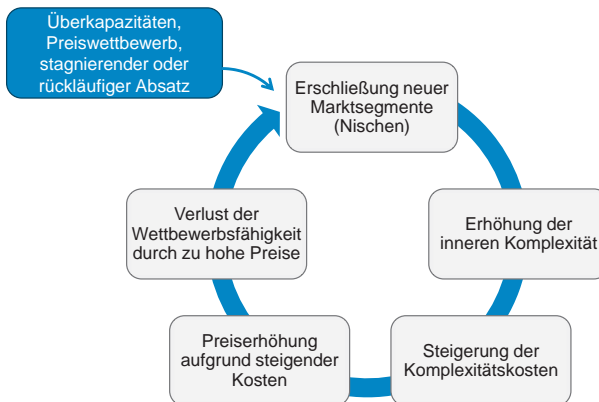 Überkapazitäten,
Preiswettbewerb,
stagnierender oder
rückläufiger Absatz
Erschließung neuer
Marktsegmente
(Nischen)
Erhöhung der
inneren Komplexität
Steigerung der
Komplexitätskosten
Preiserhöhung
aufgrund steigender
Kosten
Verlust der
Wettbewerbsfähigkeit
durch zu hohe Preise